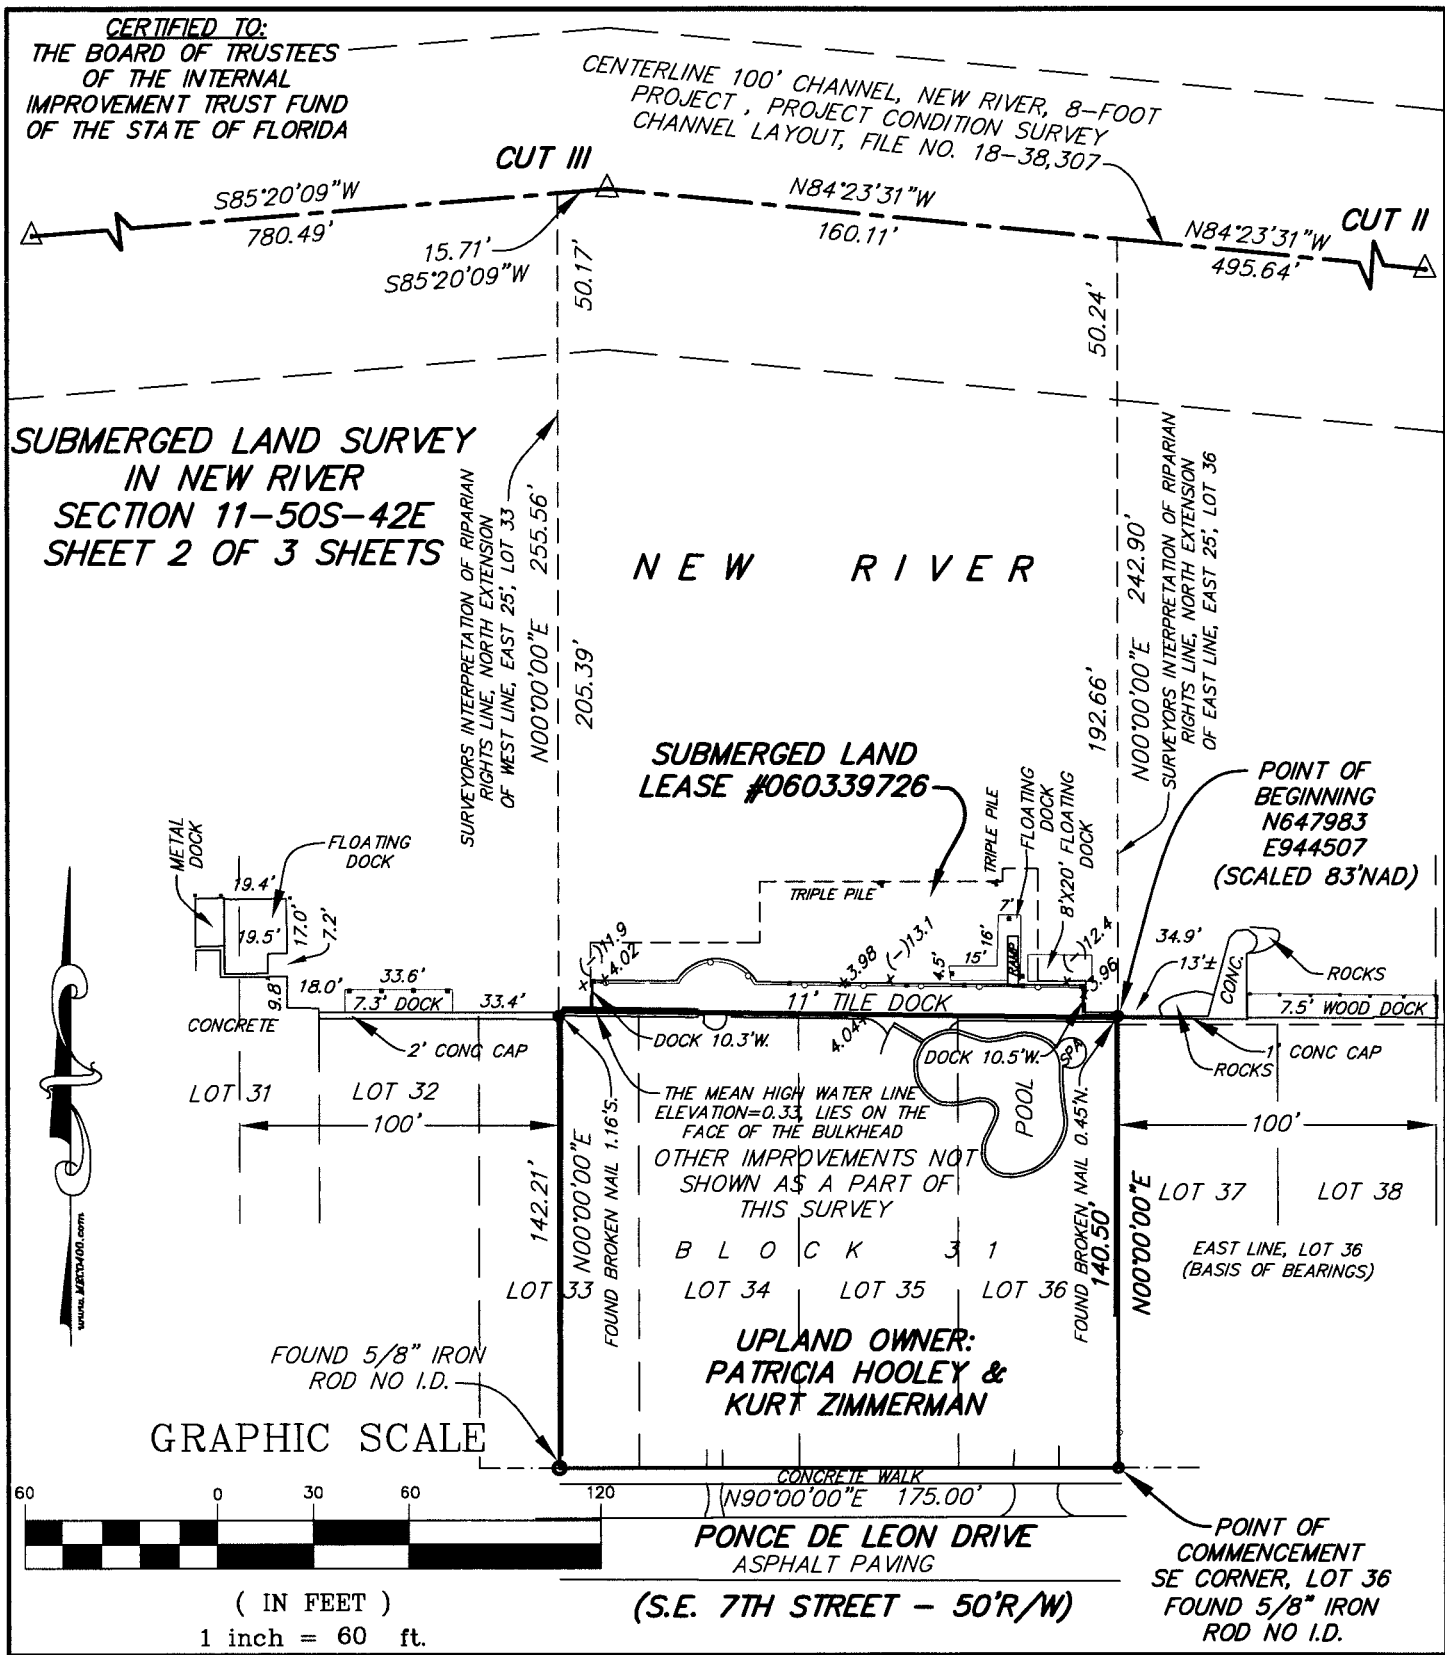 CERTIFIED TO:
THE BOARD OF TRUSTEES
OF THE INTERNAL
IMPROVEMENT TRUST FUND
OF THE STATE OF FLORIDA
CENTERLINE 100' CHANNEL, NEW RIVER, 8-FOOT
PROJECT , PROJECT CONDITION SURVEY
CHANNEL LAYOUT, FILE NO. 18-38,307
CUT III
CUT II
S85°20'09"W
780.49'
15.71'
S85°20'09"W
N84°23'31"W
160.11'
N84°23'31"W
495.64'
50.17'
50.24'
SUBMERGED LAND SURVEY
IN NEW RIVER
SECTION 11-50S-42E
SHEET 2 OF 3 SHEETS
SURVEYORS INTERPRETATION OF RIPARIAN
RIGHTS LINE, NORTH EXTENSION
OF WEST LINE, EAST 25', LOT 33
N00°00'00"E 255.56'
205.39'
NEW RIVER
192.66'
N00°00'00"E 242.90'
SURVEYORS INTERPRETATION OF RIPARIAN
RIGHTS LINE, NORTH EXTENSION
OF EAST LINE, EAST 25', LOT 36
SUBMERGED LAND
LEASE #060339726
POINT OF
BEGINNING
N647983
E944507
(SCALED 83'NAD)
METAL
DOCK
FLOATING
DOCK
19.4'
19.5'
17.0'
7.2'
9.8'
18.0'
33.6'
7.3' DOCK
33.4'
CONCRETE
2' CONC CAP
TRIPLE PILE
TRIPLE PILE
FLOATING
DOCK
8'X20' FLOATING
DOCK
7'
16'
15'
4.5'
RAMP
(-)11.9
4.02
3.98
(-)13.1
(-)12.4
3.96
11' TILE DOCK
34.9'
13'±
CONC.
ROCKS
7.5' WOOD DOCK
1' CONC CAP
ROCKS
DOCK 10.3'W.
4.04
DOCK 10.5'W.
SPA
POOL
THE MEAN HIGH WATER LINE
ELEVATION=0.33, LIES ON THE
FACE OF THE BULKHEAD
OTHER IMPROVEMENTS NOT
SHOWN AS A PART OF
THIS SURVEY
LOT 31
LOT 32
100'
100'
142.21'
N00°00'00"E
FOUND BROKEN NAIL 1.16'S.
FOUND BROKEN NAIL 0.45'N.
140.50'
N00°00'00"E
BLOCK 31
LOT 33
LOT 34
LOT 35
LOT 36
LOT 37
LOT 38
EAST LINE, LOT 36
(BASIS OF BEARINGS)
www.MECO400.com
UPLAND OWNER:
PATRICIA HOOLEY &
KURT ZIMMERMAN
FOUND 5/8" IRON
ROD NO I.D.
GRAPHIC SCALE
60 0 30 60 120
( IN FEET )
1 inch = 60 ft.
CONCRETE WALK
N90°00'00"E 175.00'
PONCE DE LEON DRIVE
ASPHALT PAVING
(S.E. 7TH STREET - 50'R/W)
POINT OF
COMMENCEMENT
SE CORNER, LOT 36
FOUND 5/8" IRON
ROD NO I.D.